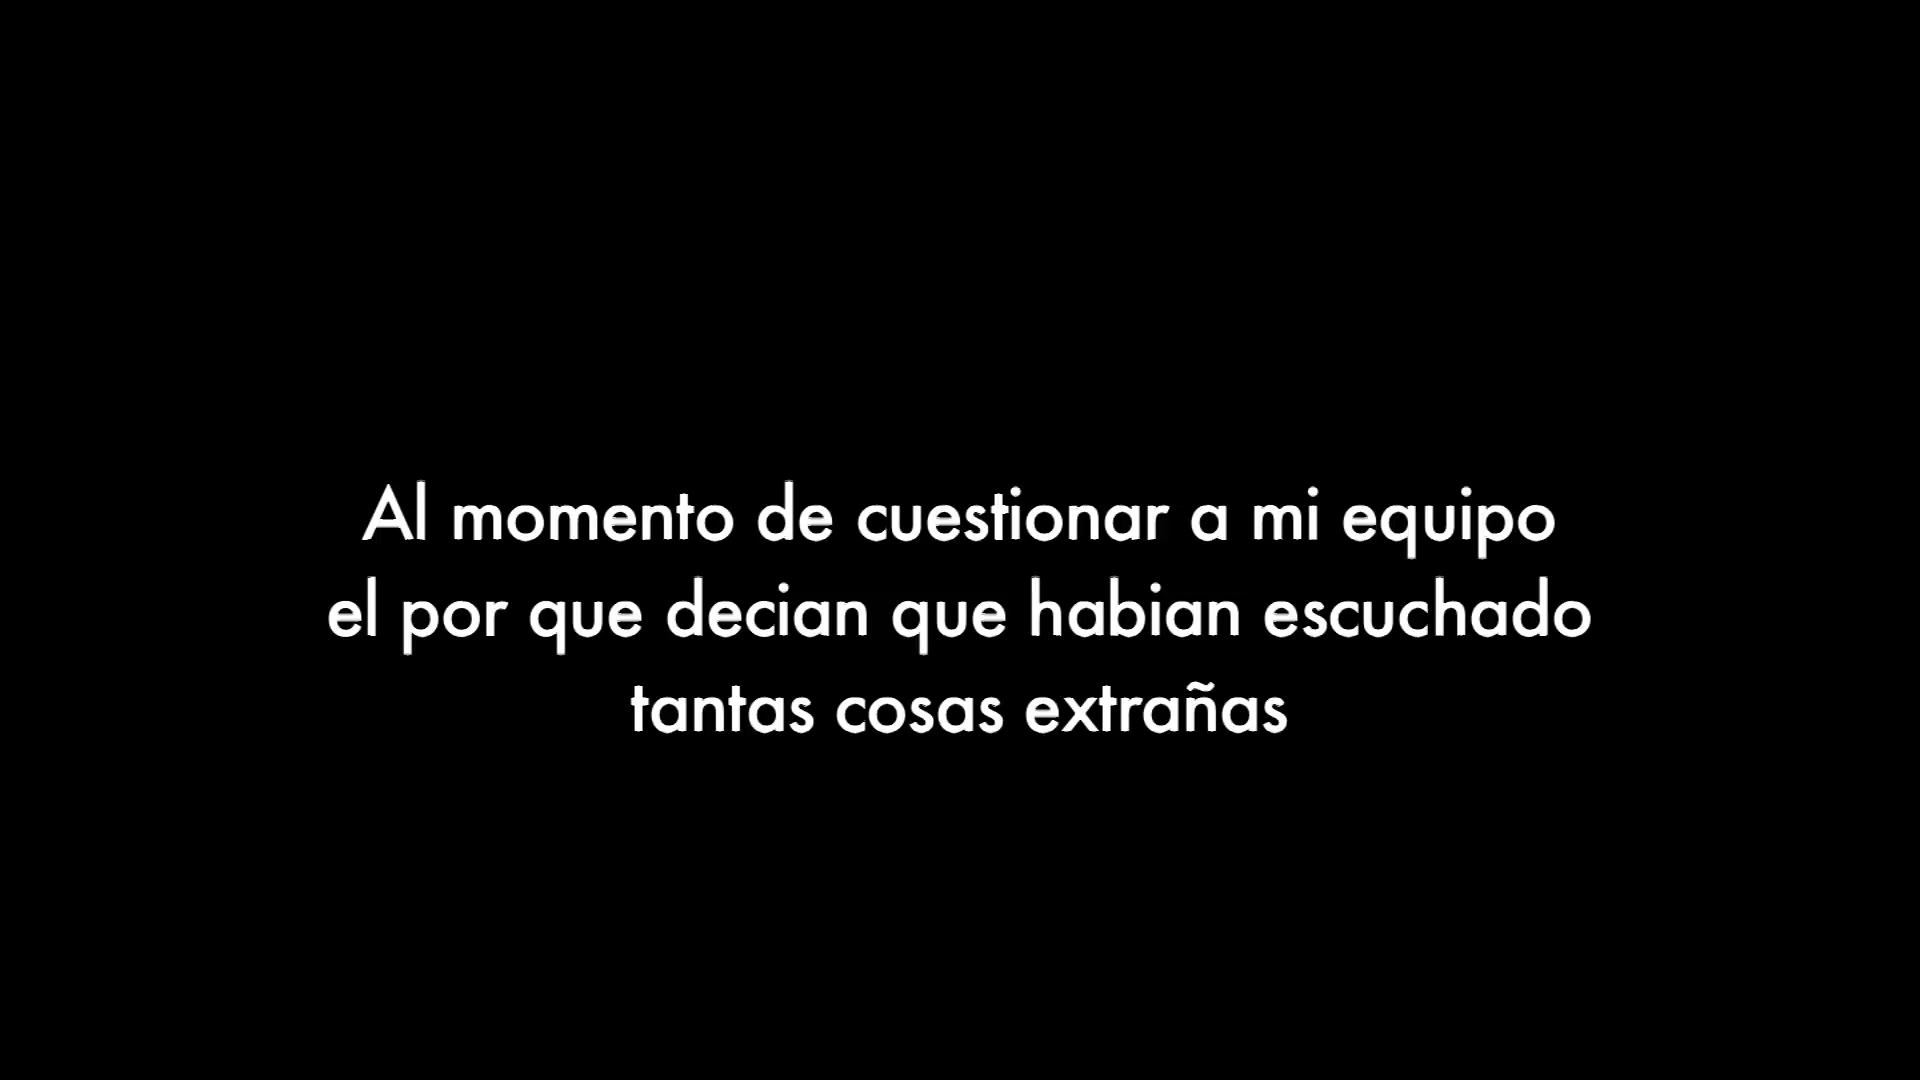 Al momento de cuestionar a mi equipo
el por que decian que habian escuchado
tantas cosas extrañas